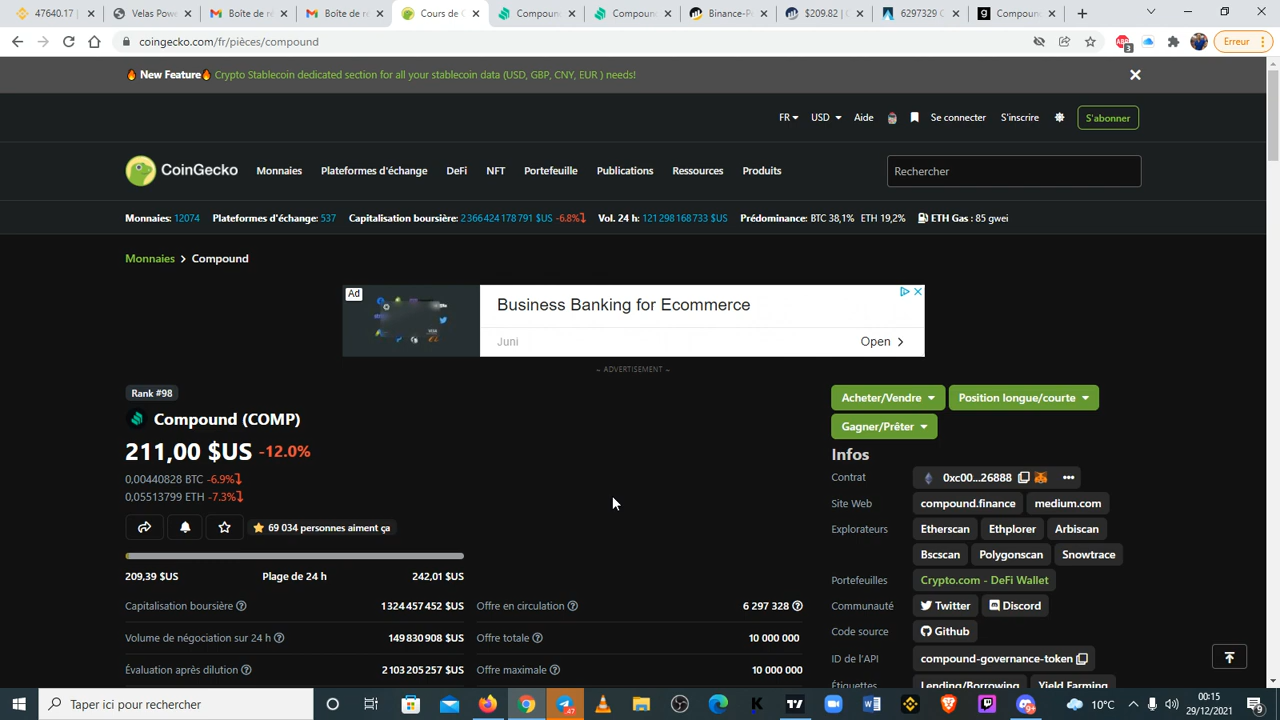 47640.17 |
Velas Powe
Boîte de ré
Boîte de ré
Cours de C
Compoun
Compoun
Binance-P
$209.82 | C
6297329 C
Compoun
coingecko.com/fr/pièces/compound
Erreur
3
🔥 New Feature🔥 Crypto Stablecoin dedicated section for all your stablecoin data (USD, GBP, CNY, EUR ) needs!
FR USD Aide Se connecter S'inscrire S'abonner
CoinGecko Monnaies Plateformes d'échange DeFi NFT Portefeuille Publications Ressources Produits Rechercher
Monnaies: 12074 Plateformes d'échange: 537 Capitalisation boursière: 2 366 424 178 791 $US -6.8% Vol. 24 h: 121 298 168 733 $US Prédominance: BTC 38,1% ETH 19,2% ETH Gas : 85 gwei
Monnaies > Compound
Ad
Business Banking for Ecommerce
Juni Open >
– ADVERTISEMENT –
Rank #98
Compound (COMP)
211,00 $US -12.0%
0,00440828 BTC -6.9%
0,05513799 ETH -7.3%
69 034 personnes aiment ça
209,39 $US Plage de 24 h 242,01 $US
Capitalisation boursière 1 324 457 452 $US
Volume de négociation sur 24 h 149 830 908 $US
Évaluation après dilution 2 103 205 257 $US
Offre en circulation 6 297 328
Offre totale 10 000 000
Offre maximale 10 000 000
Acheter/Vendre Position longue/courte
Gagner/Prêter
Infos
Contrat 0xc00...26888
Site Web compound.finance medium.com
Explorateurs Etherscan Ethplorer Arbiscan
Bscscan Polygonscan Snowtrace
Portefeuilles Crypto.com - DeFi Wallet
Communauté Twitter Discord
Code source Github
ID de l'API compound-governance-token
Étiquettes Lending/Borrowing Yield Farming
Taper ici pour rechercher
10°C
00:15
29/12/2021